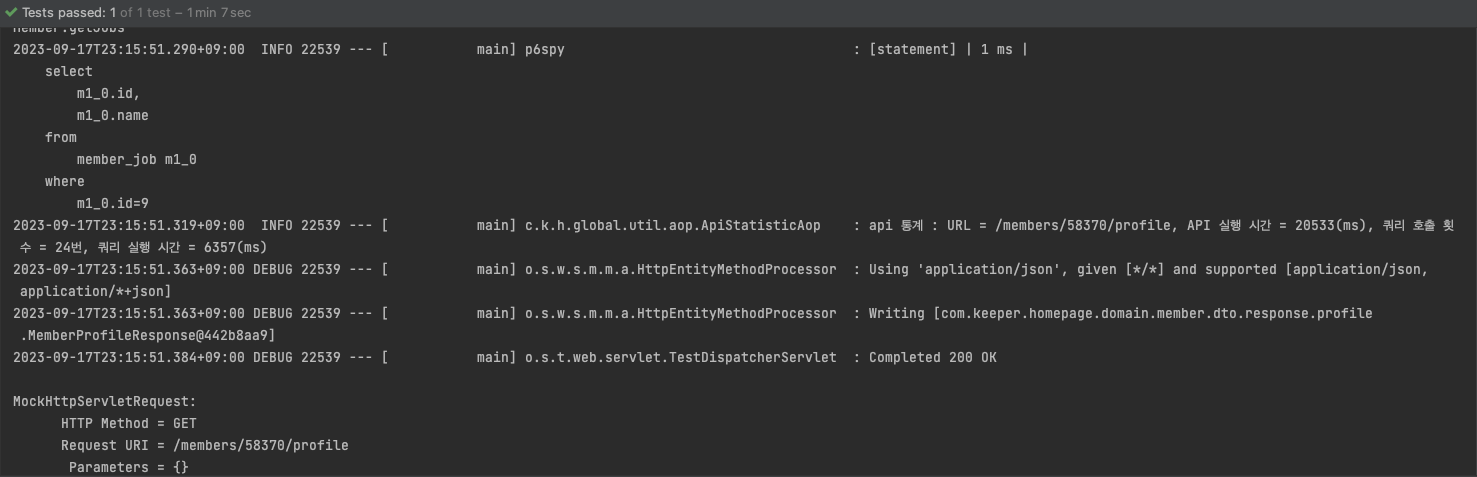 Tests passed: 1 of 1 test – 1 min 7 sec
Member.getJobs
2023-09-17T23:15:51.290+09:00  INFO 22539 --- [           main] p6spy                                    : [statement] | 1 ms |
    select
        m1_0.id,
        m1_0.name
    from
        member_job m1_0
    where
        m1_0.id=9
2023-09-17T23:15:51.319+09:00  INFO 22539 --- [           main] c.k.h.global.util.aop.ApiStatisticAop    : api 통계 : URL = /members/58370/profile, API 실행 시간 = 20533(ms), 쿼리 호출 횟
수 = 24번, 쿼리 실행 시간 = 6357(ms)
2023-09-17T23:15:51.363+09:00 DEBUG 22539 --- [           main] o.s.w.s.m.m.a.HttpEntityMethodProcessor  : Using 'application/json', given [*/*] and supported [application/json,
application/*+json]
2023-09-17T23:15:51.363+09:00 DEBUG 22539 --- [           main] o.s.w.s.m.m.a.HttpEntityMethodProcessor  : Writing [com.keeper.homepage.domain.member.dto.response.profile
.MemberProfileResponse@442b8aa9]
2023-09-17T23:15:51.384+09:00 DEBUG 22539 --- [           main] o.s.t.web.servlet.TestDispatcherServlet  : Completed 200 OK
MockHttpServletRequest:
      HTTP Method = GET
      Request URI = /members/58370/profile
       Parameters = {}